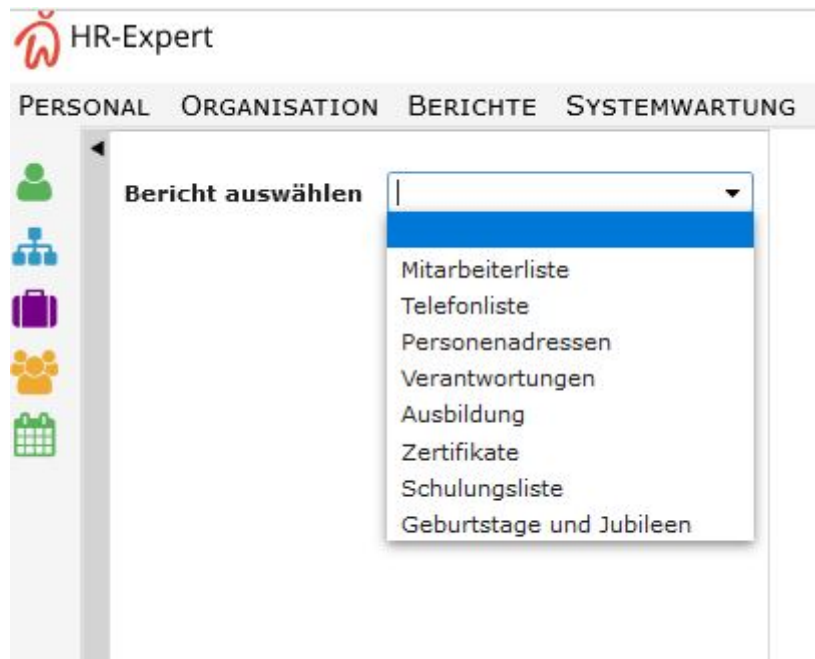 HR-Expert
PERSONAL ORGANISATION BERICHTE SYSTEMWARTUNG
Bericht auswählen
Mitarbeiterliste
Telefonliste
Personenadressen
Verantwortungen
Ausbildung
Zertifikate
Schulungsliste
Geburtstage und Jubileen